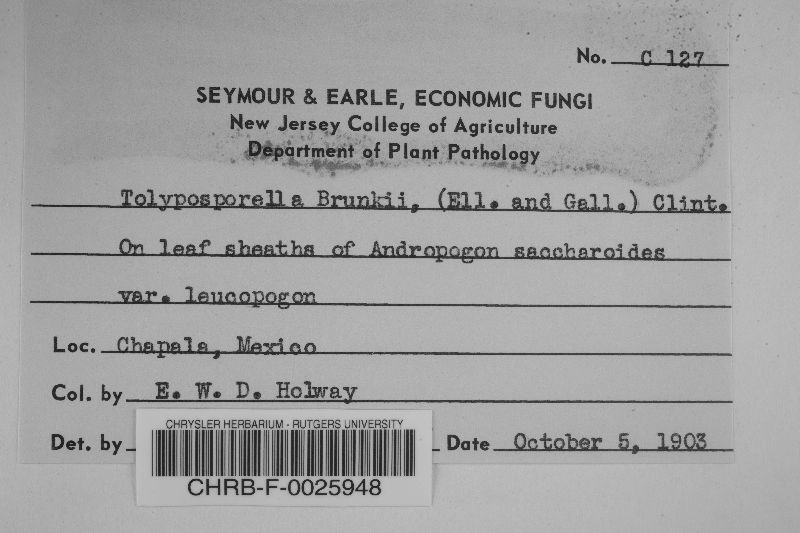 No. C 127
SEYMOUR & EARLE, ECONOMIC FUNGI
New Jersey College of Agriculture
Department of Plant Pathology
Tolyposporella Brunkii, (Ell. and Gall.) Clint.
On leaf sheaths of Andropogon saccharoides
var. leucopogon
Loc. Chapala, Mexico
Col. by E. W. D. Holway
Det. by
Date October 5, 1903
CHRYSLER HERBARIUM - RUTGERS UNIVERSITY
CHRB-F-0025948